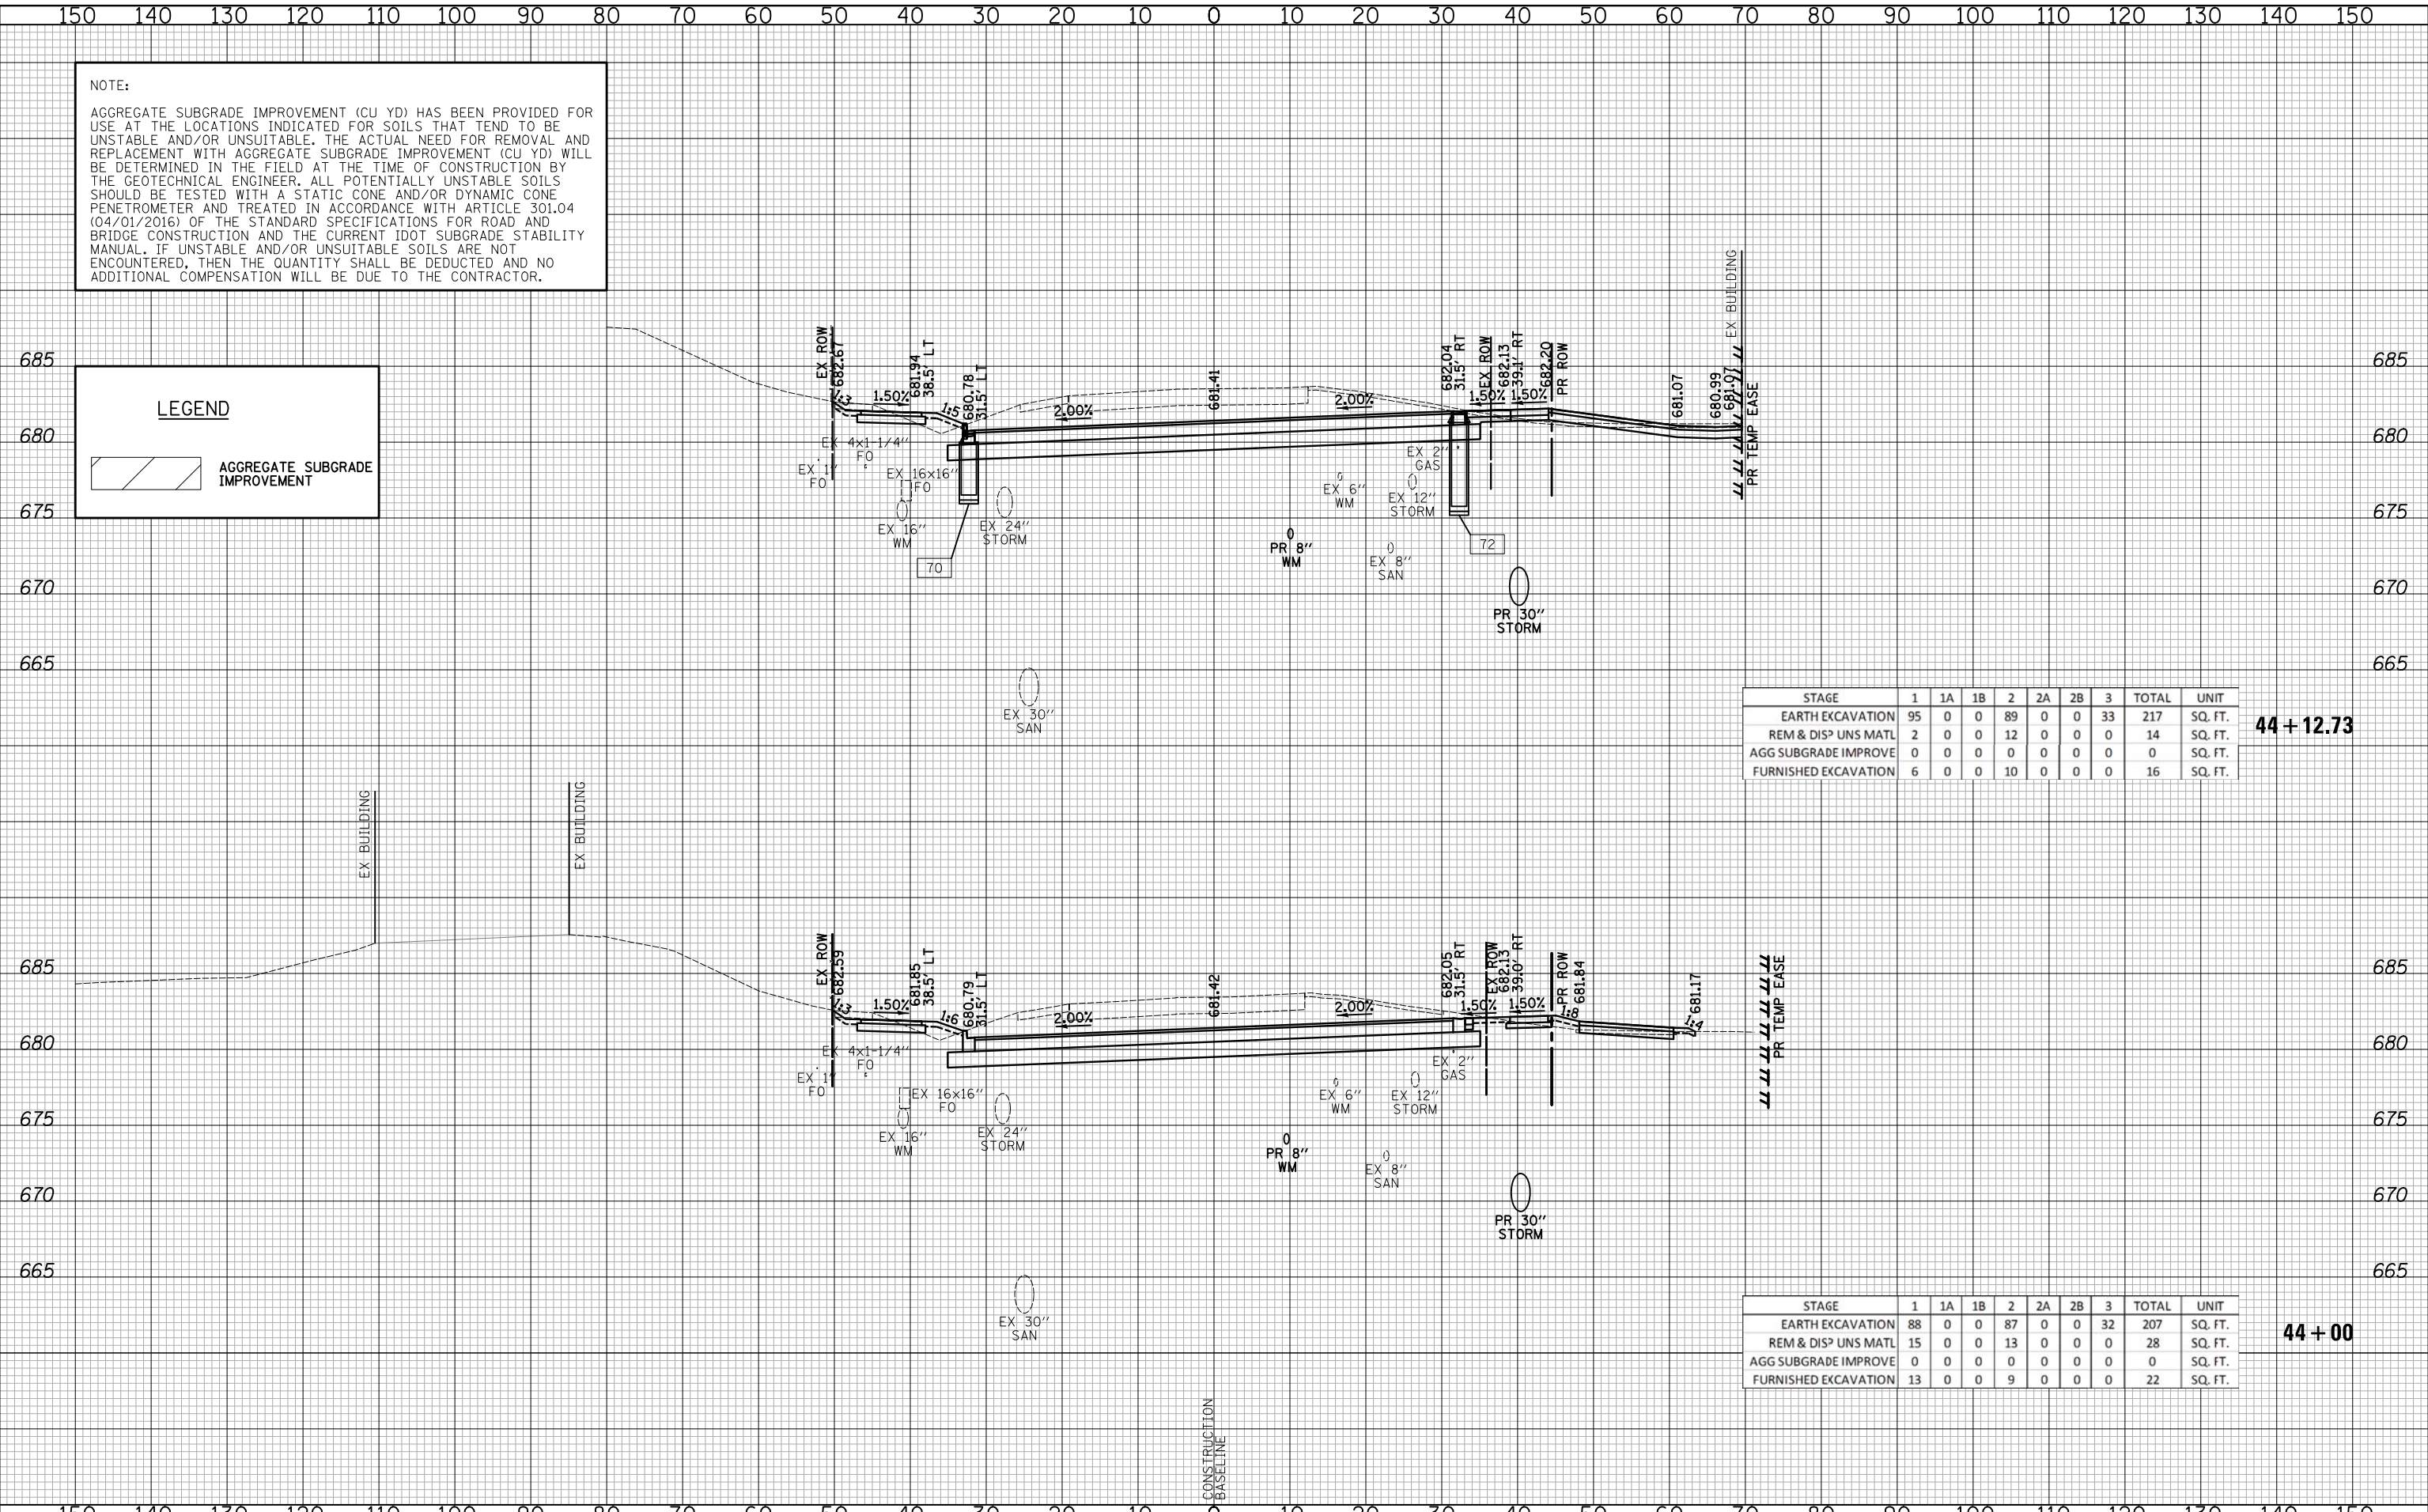 150 140 130 120 110 100 90 80 70 60 50 40 30 20 10 0 10 20 30 40 50 60 70 80 90 100 110 120 130 140 150
NOTE:
AGGREGATE SUBGRADE IMPROVEMENT (CU YD) HAS BEEN PROVIDED FOR
USE AT THE LOCATIONS INDICATED FOR SOILS THAT TEND TO BE
UNSTABLE AND/OR UNSUITABLE. THE ACTUAL NEED FOR REMOVAL AND
REPLACEMENT WITH AGGREGATE SUBGRADE IMPROVEMENT (CU YD) WILL
BE DETERMINED IN THE FIELD AT THE TIME OF CONSTRUCTION BY
THE GEOTECHNICAL ENGINEER. ALL POTENTIALLY UNSTABLE SOILS
SHOULD BE TESTED WITH A STATIC CONE AND/OR DYNAMIC CONE
PENETROMETER AND TREATED IN ACCORDANCE WITH ARTICLE 301.04
(04/01/2016) OF THE STANDARD SPECIFICATIONS FOR ROAD AND
BRIDGE CONSTRUCTION AND THE CURRENT IDOT SUBGRADE STABILITY
MANUAL. IF UNSTABLE AND/OR UNSUITABLE SOILS ARE NOT
ENCOUNTERED, THEN THE QUANTITY SHALL BE DEDUCTED AND NO
ADDITIONAL COMPENSATION WILL BE DUE TO THE CONTRACTOR.
LEGEND
AGGREGATE SUBGRADE
IMPROVEMENT
685 685
680 680
675 675
670 670
665 665
EX ROW
682.67
1:3
1.50%
681.94
38.5' LT
1:5
680.78
31.5' LT
2.00%
681.41
2.00%
682.04
31.5' RT
1.50%
EX ROW
682.13
39.1' RT
1.50%
682.20
PR ROW
681.07
680.99
681.07
EX BUILDING
PR TEMP EASE
EX 1"
FO
EX 4x1-1/4"
FO
EX 16x16"
FO
EX 16"
WM
EX 24"
STORM
70
EX 30"
SAN
PR 8"
WM
EX 6"
WM
EX 8"
SAN
EX 12"
STORM
EX 2"
GAS
72
PR 30"
STORM
STAGE 1 1A 1B 2 2A 2B 3 TOTAL UNIT
EARTH EXCAVATION 95 0 0 89 0 0 33 217 SQ. FT.
REM & DISP UNS MATL 2 0 0 12 0 0 0 14 SQ. FT.
AGG SUBGRADE IMPROVE 0 0 0 0 0 0 0 0 SQ. FT.
FURNISHED EXCAVATION 6 0 0 10 0 0 0 16 SQ. FT.
44+12.73
EX BUILDING
EX BUILDING
685 685
680 680
675 675
670 670
665 665
EX ROW
682.59
1:3
1.50%
681.85
38.5' LT
1:6
680.79
31.5' LT
2.00%
681.42
2.00%
682.05
31.5' RT
1.50%
EX ROW
682.13
39.0' RT
1.50%
PR ROW
1:8
681.84
681.17
1:4
PR TEMP EASE
EX 1"
FO
EX 4x1-1/4"
FO
EX 16x16"
FO
EX 16"
WM
EX 24"
STORM
EX 30"
SAN
PR 8"
WM
EX 6"
WM
EX 8"
SAN
EX 12"
STORM
EX 2"
GAS
PR 30"
STORM
STAGE 1 1A 1B 2 2A 2B 3 TOTAL UNIT
EARTH EXCAVATION 88 0 0 87 0 0 32 207 SQ. FT.
REM & DISP UNS MATL 15 0 0 13 0 0 0 28 SQ. FT.
AGG SUBGRADE IMPROVE 0 0 0 0 0 0 0 0 SQ. FT.
FURNISHED EXCAVATION 13 0 0 9 0 0 0 22 SQ. FT.
44+00
CONSTRUCTION
BASELINE
150 140 130 120 110 100 90 80 70 60 50 40 30 20 10 0 10 20 30 40 50 60 70 80 90 100 110 120 130 140 150